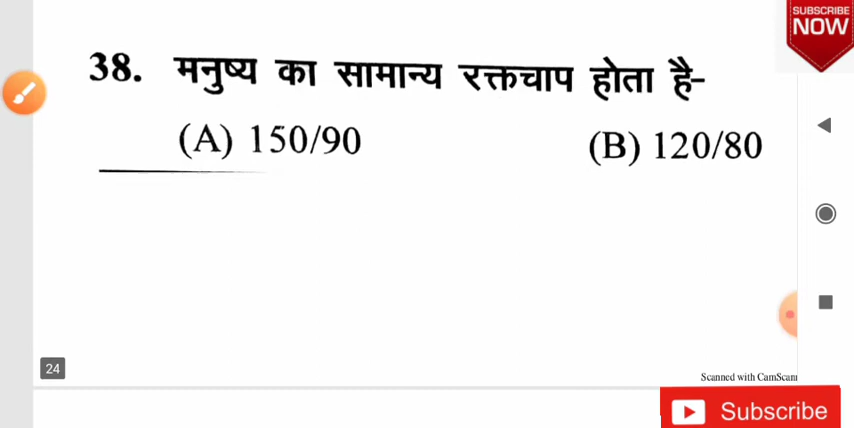 SUBSCRIBE
NOW
38. मनुष्य का सामान्य रक्तचाप होता है-
(A) 150/90 (B) 120/80
24
Scanned with CamScan
Subscribe